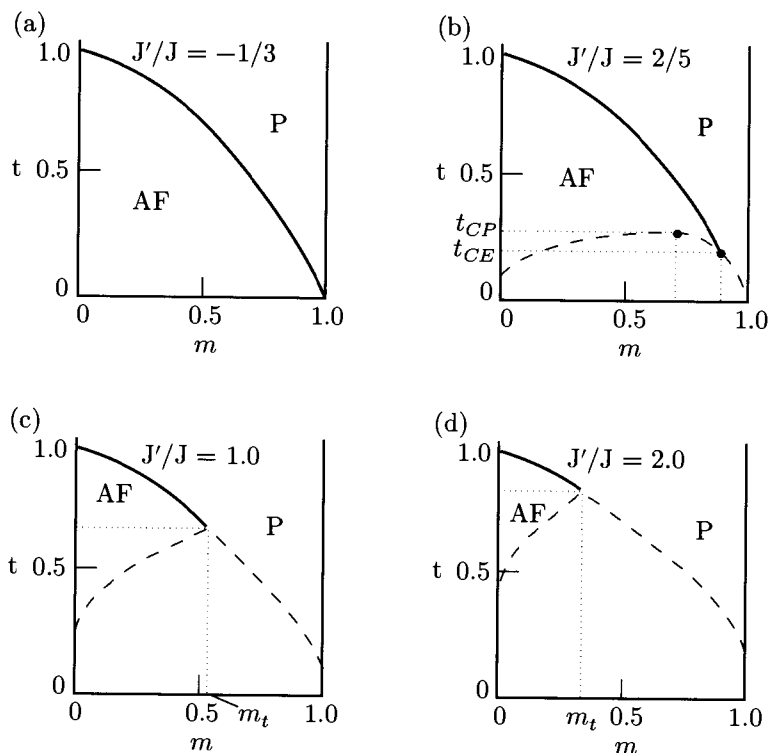 (a)
1.0
J′/J = −1/3
P
t 0.5
AF
0
0 0.5 1.0
m
(b)
1.0
J′/J = 2/5
P
t 0.5
AF
t_CP
t_CE
0
0 0.5 1.0
m
(c)
1.0
J′/J = 1.0
AF
P
t 0.5
0
0 0.5 m_t 1.0
m
(d)
1.0
J′/J = 2.0
AF
P
t 0.5
0
0 m_t 0.5 1.0
m